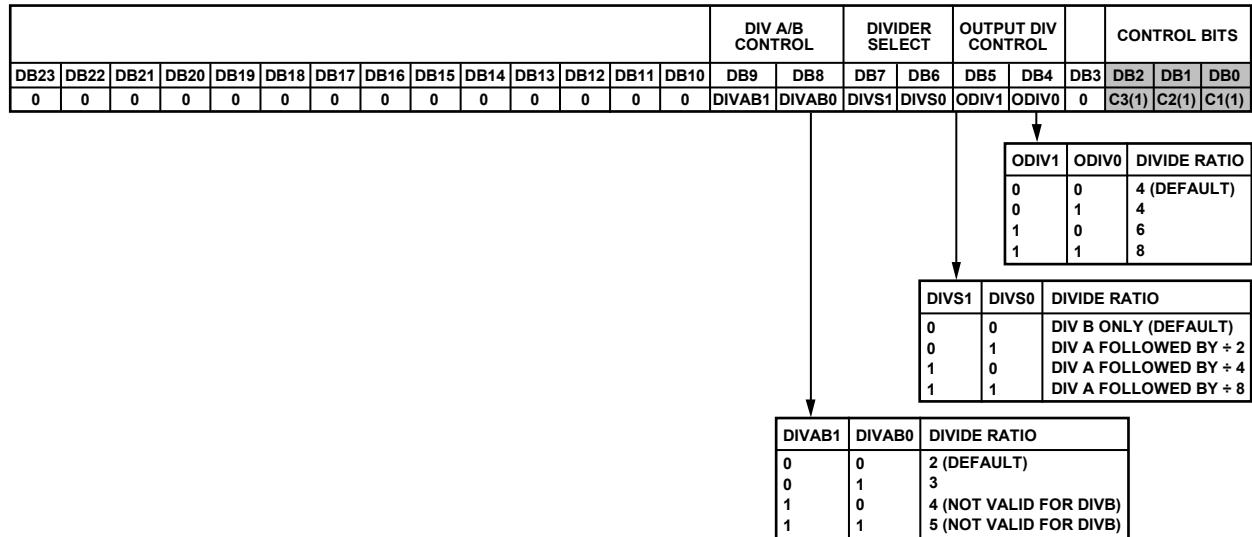 DIV A/B CONTROL DIVIDER SELECT OUTPUT DIV CONTROL CONTROL BITS
DB23 DB22 DB21 DB20 DB19 DB18 DB17 DB16 DB15 DB14 DB13 DB12 DB11 DB10 DB9 DB8 DB7 DB6 DB5 DB4 DB3 DB2 DB1 DB0
0 0 0 0 0 0 0 0 0 0 0 0 0 0 DIVAB1 DIVAB0 DIVS1 DIVS0 ODIV1 ODIV0 0 C3(1) C2(1) C1(1)
ODIV1 ODIV0 DIVIDE RATIO
0 0 4 (DEFAULT)
0 1 4
1 0 6
1 1 8
DIVS1 DIVS0 DIVIDE RATIO
0 0 DIV B ONLY (DEFAULT)
0 1 DIV A FOLLOWED BY ÷ 2
1 0 DIV A FOLLOWED BY ÷ 4
1 1 DIV A FOLLOWED BY ÷ 8
DIVAB1 DIVAB0 DIVIDE RATIO
0 0 2 (DEFAULT)
0 1 3
1 0 4 (NOT VALID FOR DIVB)
1 1 5 (NOT VALID FOR DIVB)